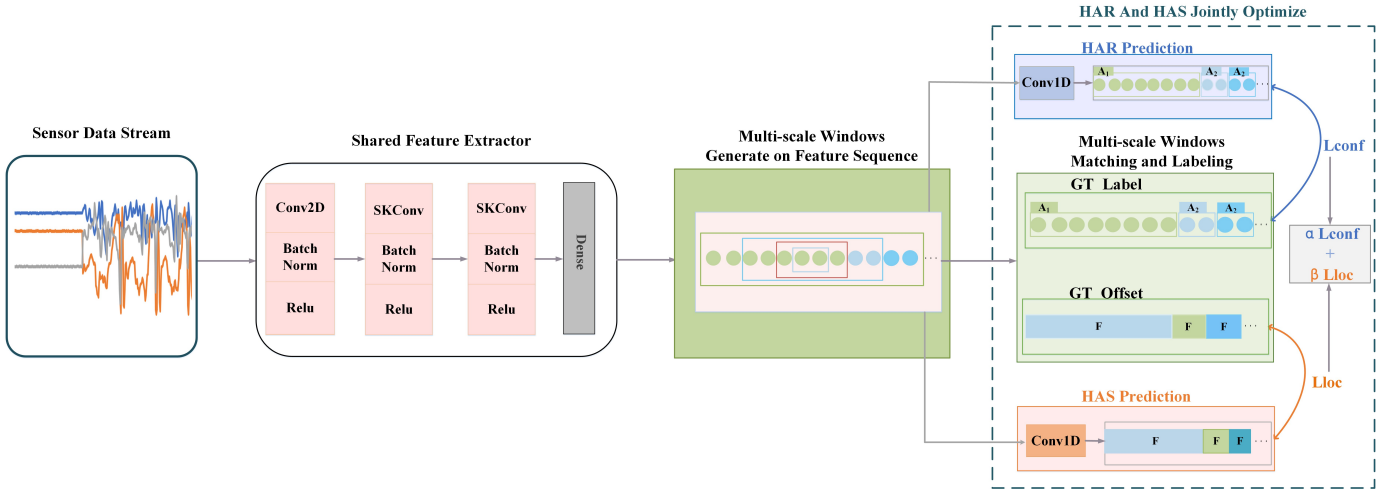 HAR And HAS Jointly Optimize
Sensor Data Stream
Shared Feature Extractor
Conv2D
Batch
Norm
Relu
SKConv
Batch
Norm
Relu
SKConv
Batch
Norm
Relu
Dense
Multi-scale Windows
Generate on Feature Sequence
...
HAR Prediction
Conv1D
A1 A2 A2 ...
Multi-scale Windows
Matching and Labeling
GT Label
A1 A2 A2 ...
GT Offset
F F F ...
HAS Prediction
Conv1D
F F F ...
Lconf
α Lconf
+
β Lloc
Lloc